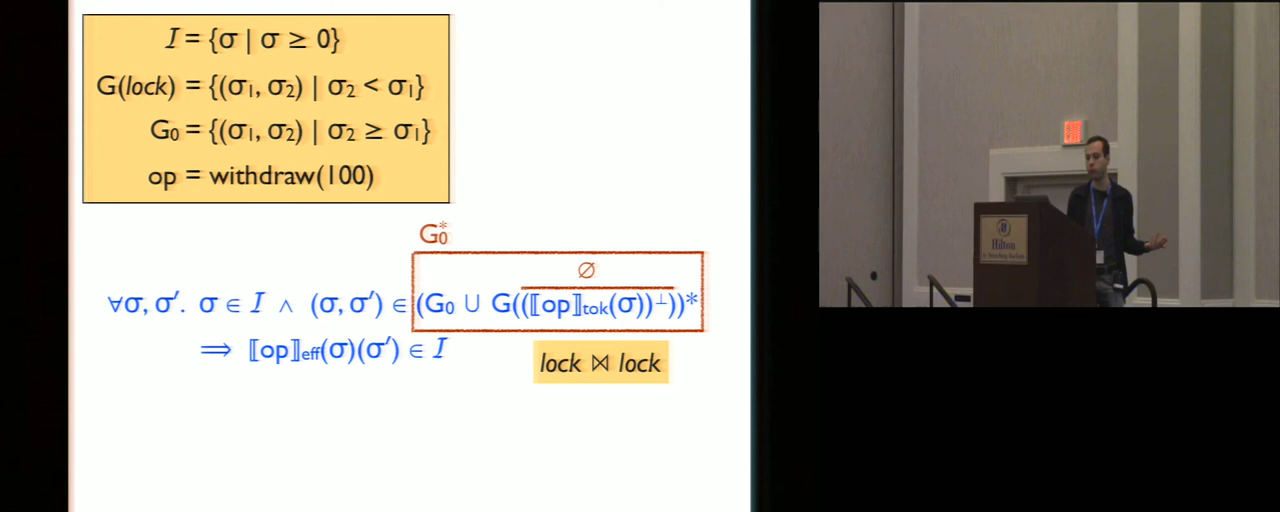 I = {σ | σ ≥ 0}
G(lock) = {(σ₁, σ₂) | σ₂ < σ₁}
G₀ = {(σ₁, σ₂) | σ₂ ≥ σ₁}
op = withdraw(100)
G₀*
∅
∀σ, σ′. σ ∈ I ∧ (σ, σ′) ∈ (G₀ ∪ G((⟦op⟧tok(σ))⊥))*
⟹ ⟦op⟧eff(σ)(σ′) ∈ I
lock ⋈ lock
Hilton